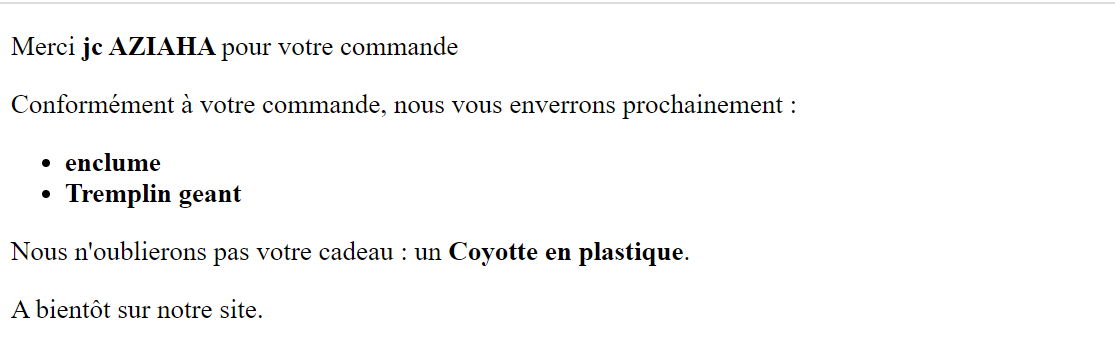 Merci jc AZIAHA pour votre commande
Conformément à votre commande, nous vous enverrons prochainement :
• enclume
• Tremplin geant
Nous n'oublierons pas votre cadeau : un Coyotte en plastique.
A bientôt sur notre site.